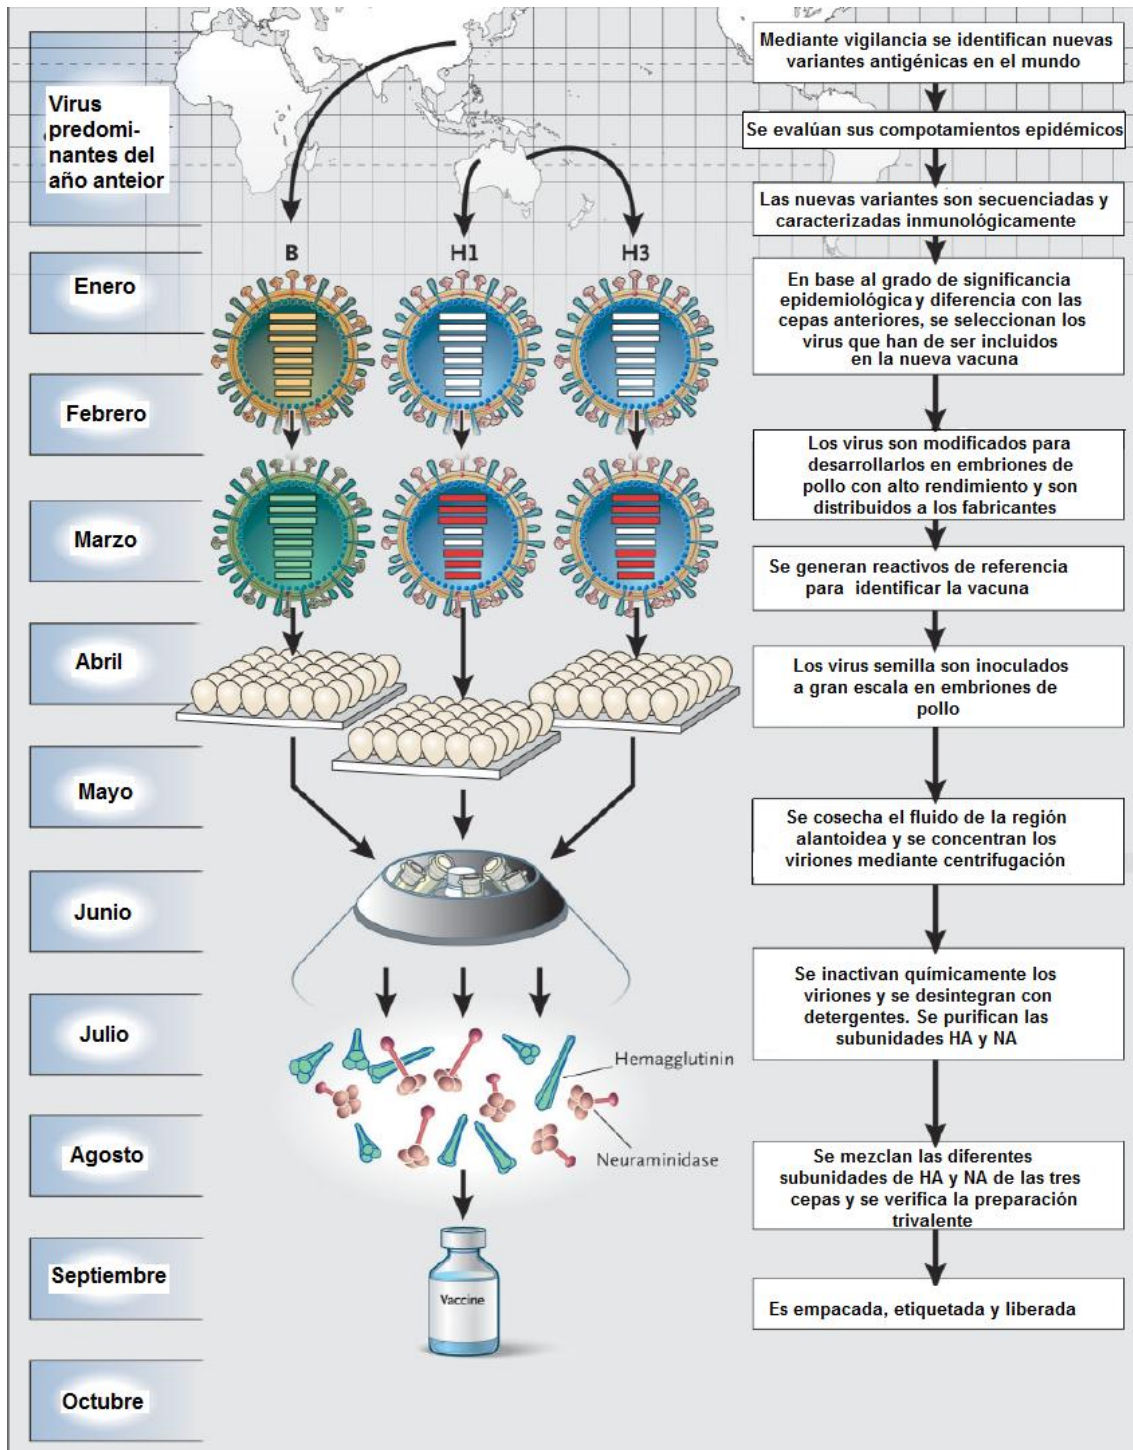 Virus
predomi-
nantes del
año anteior
Enero
Febrero
Marzo
Abril
Mayo
Junio
Julio
Agosto
Septiembre
Octubre
B
H1
H3
Hemagglutinin
Neuraminidase
Vaccine
Mediante vigilancia se identifican nuevas
variantes antigénicas en el mundo
Se evalúan sus compotamientos epidémicos
Las nuevas variantes son secuenciadas y
caracterizadas inmunológicamente
En base al grado de significancia
epidemiológica y diferencia con las
cepas anteriores, se seleccionan los
virus que han de ser incluidos
en la nueva vacuna
Los virus son modificados para
desarrollarlos en embriones de
pollo con alto rendimiento y son
distribuidos a los fabricantes
Se generan reactivos de referencia
para identificar la vacuna
Los virus semilla son inoculados
a gran escala en embriones de
pollo
Se cosecha el fluido de la región
alantoidea y se concentran los
viriones mediante centrifugación
Se inactivan químicamente los
viriones y se desintegran con
detergentes. Se purifican las
subunidades HA y NA
Se mezclan las diferentes
subunidades de HA y NA de las tres
cepas y se verifica la preparación
trivalente
Es empacada, etiquetada y liberada